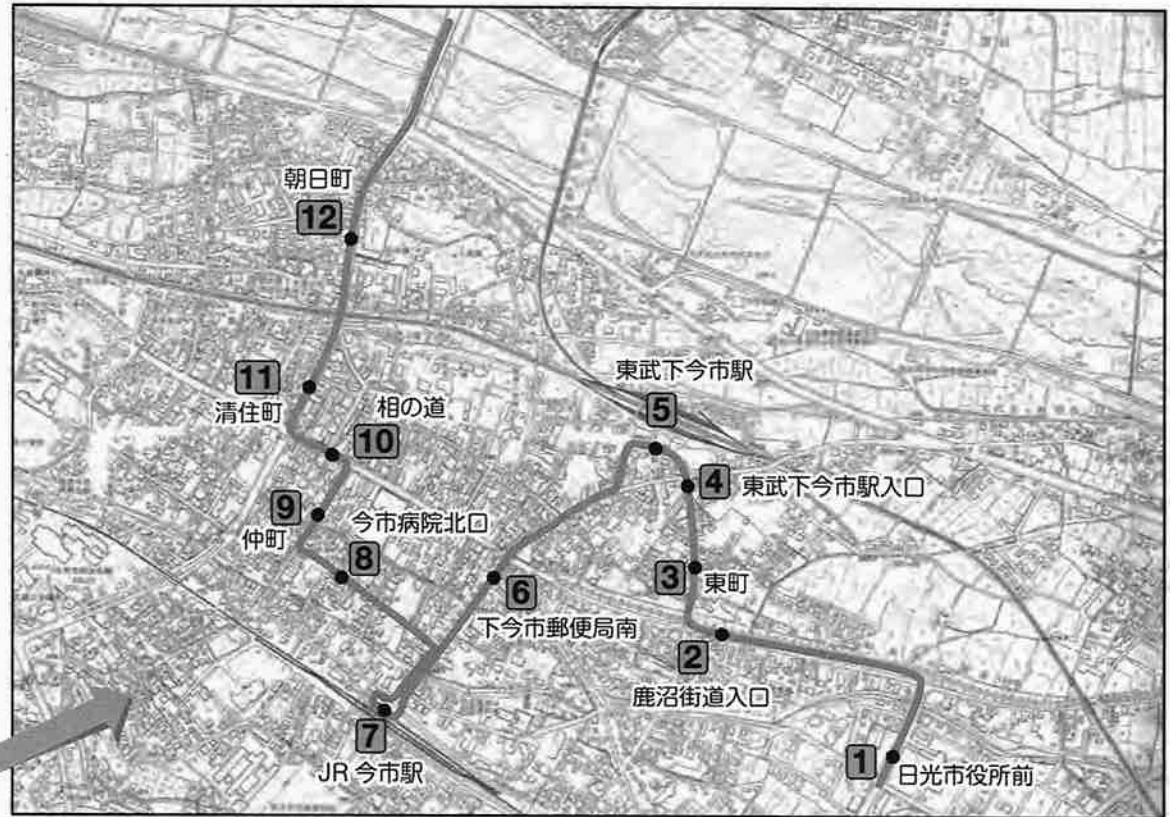 朝日町
12
11
清住町
相の道
10
9
仲町
今市病院北口
8
東武下今市駅
5
4
東武下今市駅入口
3
東町
6
下今市郵便局南
2
鹿沼街道入口
7
JR 今市駅
1
日光市役所前